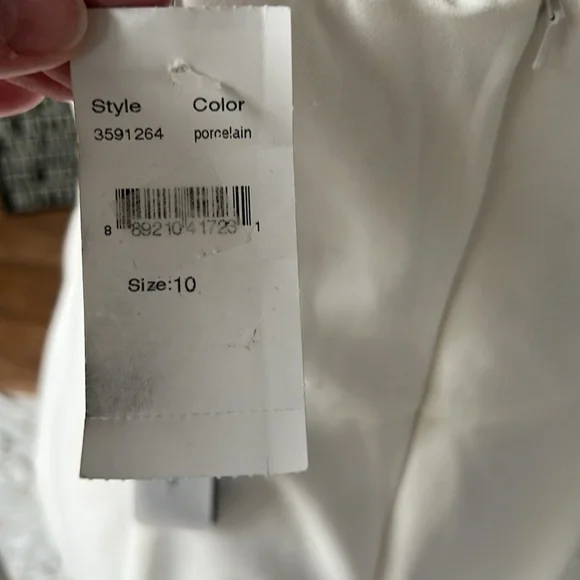 Style Color
3591264 porcelain
8 89210 41723 1
Size:10